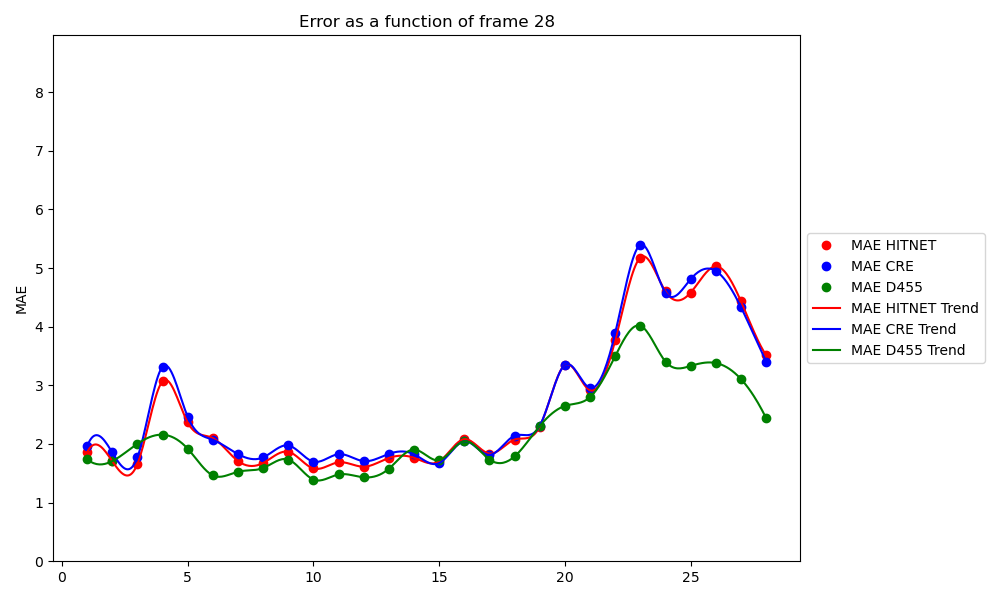 Error as a function of frame 28
MAE
8
7
6
5
4
3
2
1
0
0 5 10 15 20 25
MAE HITNET
MAE CRE
MAE D455
MAE HITNET Trend
MAE CRE Trend
MAE D455 Trend